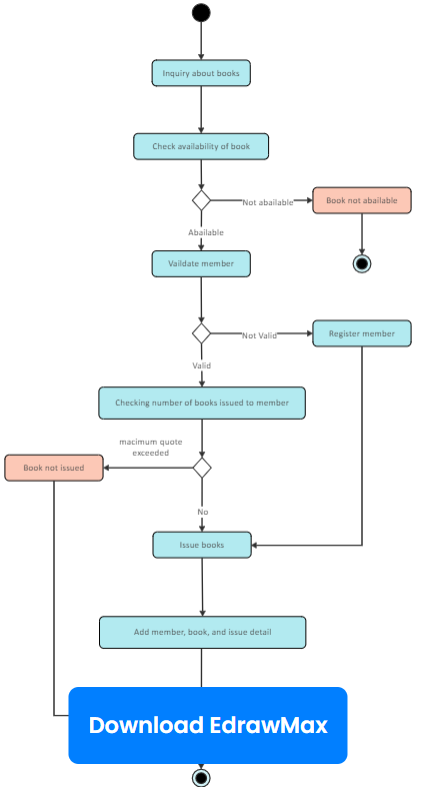 Inquiry about books
Check availability of book
Not abailable
Book not abailable
Abailable
Vaildate member
Not Valid
Register member
Valid
Checking number of books issued to member
macimum quote
exceeded
Book not issued
No
Issue books
Add member, book, and issue detail
Download EdrawMax